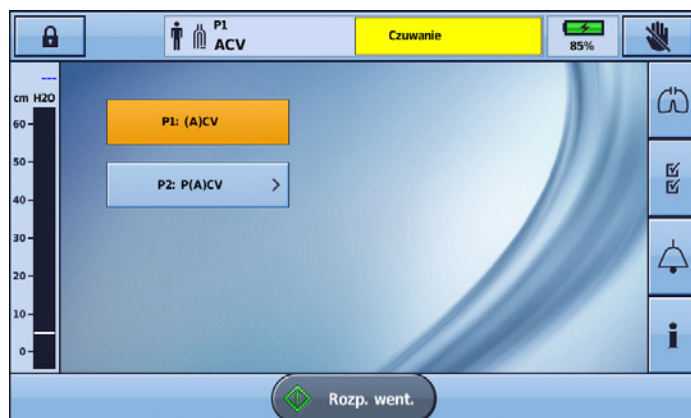 P1
ACV
Czuwanie
85%
---
cm H2O
60
50
40
30
20
10
0
P1: (A)CV
P2: P(A)CV
Rozp. went.